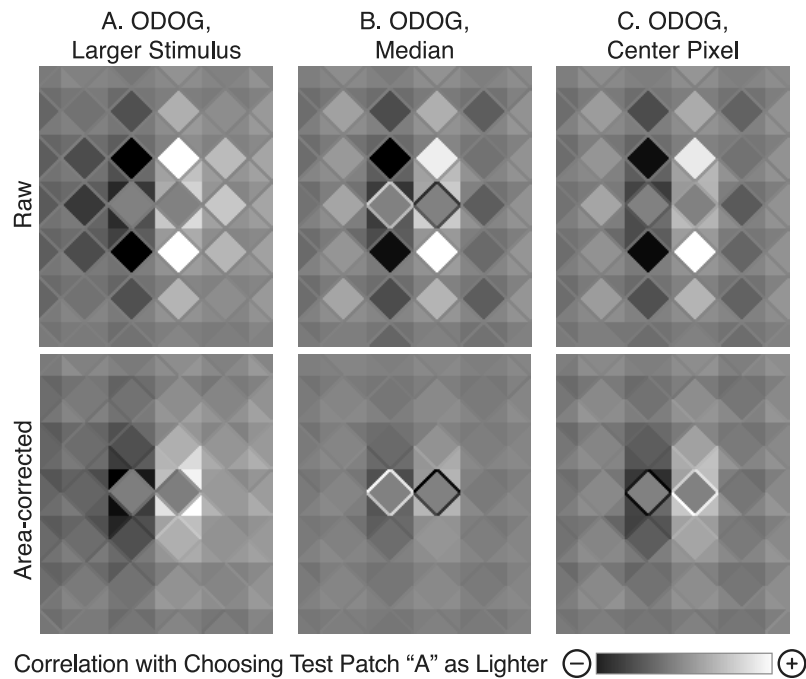 A. ODOG,
Larger Stimulus
B. ODOG,
Median
C. ODOG,
Center Pixel
Raw
Area-corrected
Correlation with Choosing Test Patch “A” as Lighter − +